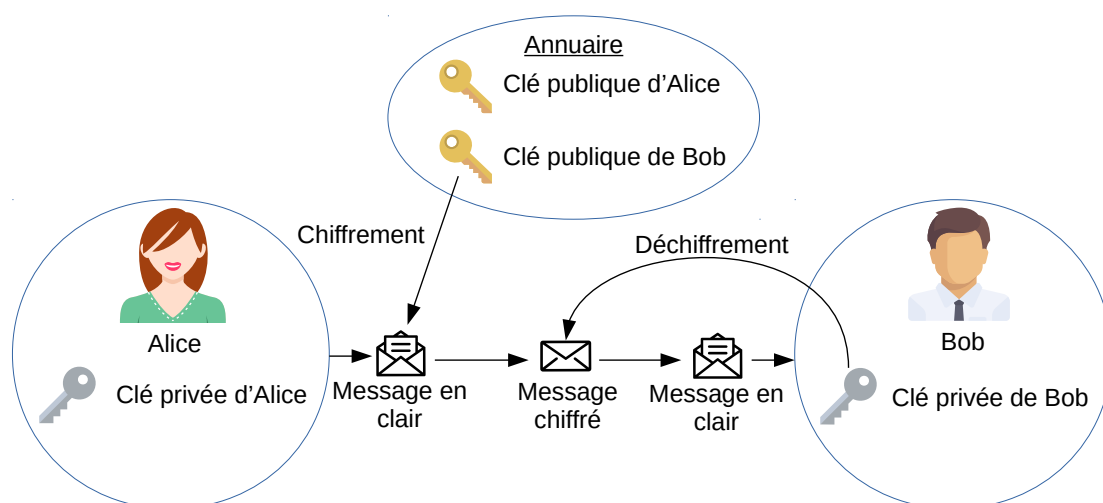 Annuaire
Clé publique d’Alice
Clé publique de Bob
Chiffrement
Déchiffrement
Alice
Clé privée d’Alice
Message en
clair
Message
chiffré
Message en
clair
Bob
Clé privée de Bob